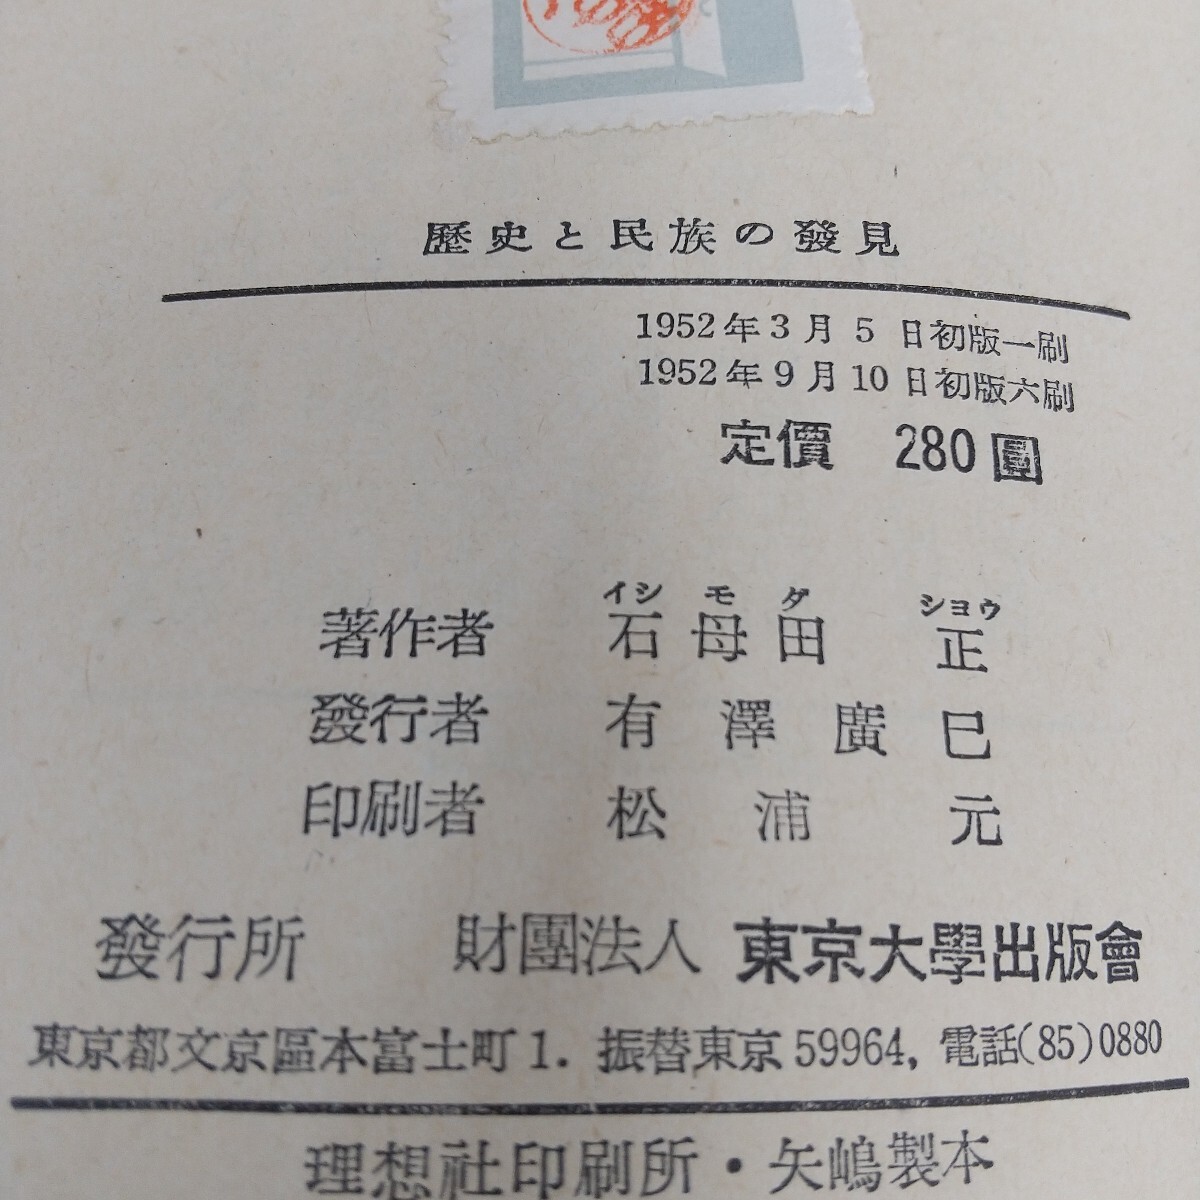 歷史と民族の發見
1952年3月5日初版一刷
1952年9月10日初版六刷
定價 280圓
イシ モ ダ ショウ
著作者 石母田 正
發行者 有澤廣巳
印刷者 松浦 元
發行所 財團法人 東京大學出版會
東京都文京區本富士町1. 振替東京59964, 電話(85)0880
理想社印刷所・矢嶋製本